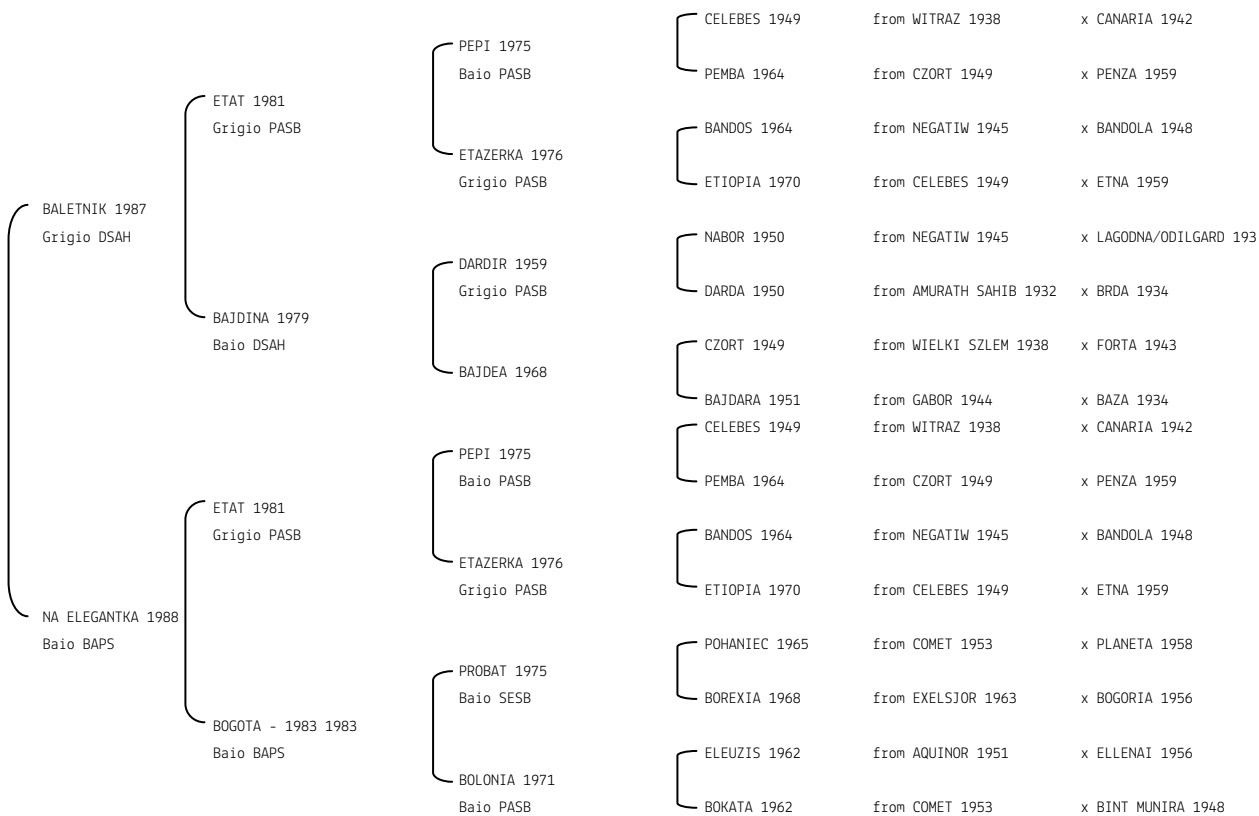 CELEBES 1949 from WITRAZ 1938 x CANARIA 1942
PEPI 1975
Baio PASB
PEMBA 1964 from CZORT 1949 x PENZA 1959
ETAT 1981
Grigio PASB
BANDOS 1964 from NEGATIW 1945 x BANDOLA 1948
ETAZERKA 1976
Grigio PASB
ETIOPIA 1970 from CELEBES 1949 x ETNA 1959
BALETNIK 1987
Grigio DSAH
NABOR 1950 from NEGATIW 1945 x LAGODNA/ODILGARD 193
DARDIR 1959
Grigio PASB
DARDA 1950 from AMURATH SAHIB 1932 x BRDA 1934
BAJDINA 1979
Baio DSAH
CZORT 1949 from WIELKI SZLEM 1938 x FORTA 1943
BAJDEA 1968
BAJDARA 1951 from GABOR 1944 x BAZA 1934
CELEBES 1949 from WITRAZ 1938 x CANARIA 1942
PEPI 1975
Baio PASB
PEMBA 1964 from CZORT 1949 x PENZA 1959
ETAT 1981
Grigio PASB
BANDOS 1964 from NEGATIW 1945 x BANDOLA 1948
ETAZERKA 1976
Grigio PASB
ETIOPIA 1970 from CELEBES 1949 x ETNA 1959
NA ELEGANTKA 1988
Baio BAPS
POHANIEC 1965 from COMET 1953 x PLANETA 1958
PROBAT 1975
Baio SESB
BOREXIA 1968 from EXELSJOR 1963 x BOGORIA 1956
BOGOTA - 1983 1983
Baio BAPS
ELEUZIS 1962 from AQUINOR 1951 x ELLENAI 1956
BOLONIA 1971
Baio PASB
BOKATA 1962 from COMET 1953 x BINT MUNIRA 1948